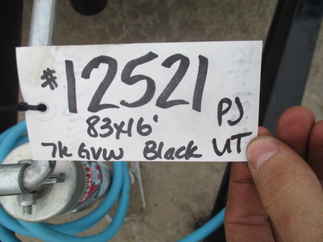 *12521
83x16' PJ
7k GVW Black UT